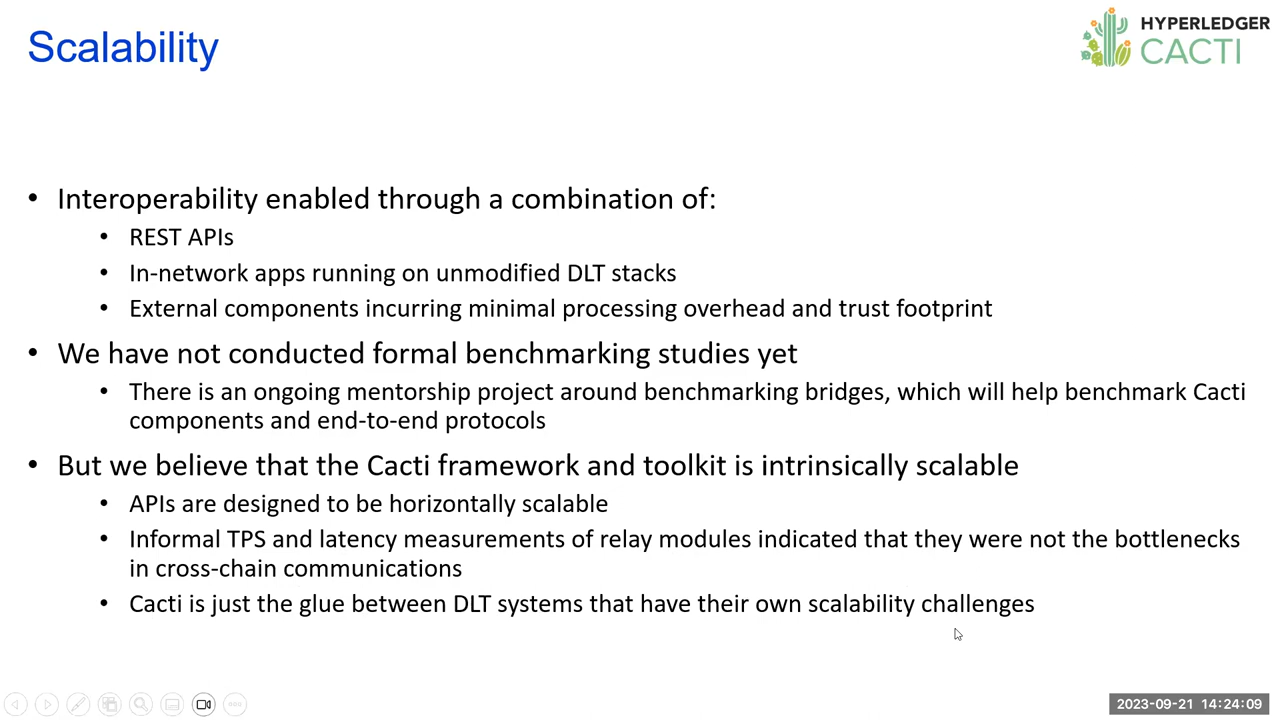 Scalability
HYPERLEDGER
CACTI
• Interoperability enabled through a combination of:
• REST APIs
• In-network apps running on unmodified DLT stacks
• External components incurring minimal processing overhead and trust footprint
• We have not conducted formal benchmarking studies yet
• There is an ongoing mentorship project around benchmarking bridges, which will help benchmark Cacti
components and end-to-end protocols
• But we believe that the Cacti framework and toolkit is intrinsically scalable
• APIs are designed to be horizontally scalable
• Informal TPS and latency measurements of relay modules indicated that they were not the bottlenecks
in cross-chain communications
• Cacti is just the glue between DLT systems that have their own scalability challenges
2023-09-21 14:24:09